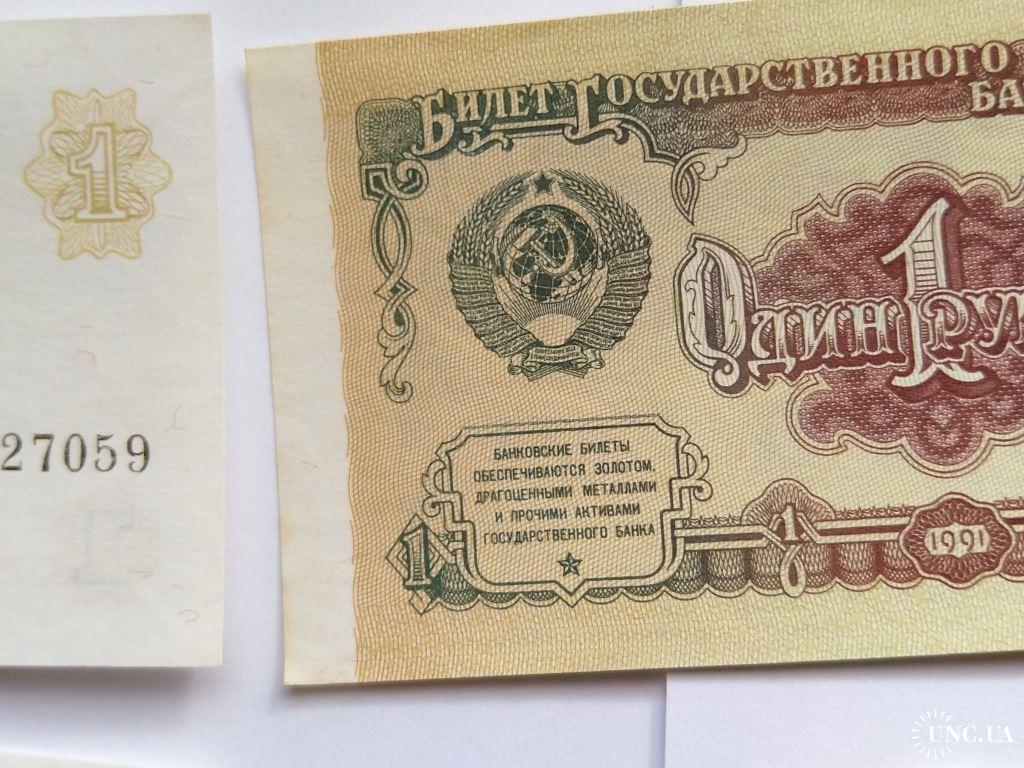 1
27059
Билет Государственного
Ба
Один 1 Ру
БАНКОВСКИЕ БИЛЕТЫ
ОБЕСПЕЧИВАЮТСЯ ЗОЛОТОМ,
ДРАГОЦЕННЫМИ МЕТАЛЛАМИ
И ПРОЧИМИ АКТИВАМИ
ГОСУДАРСТВЕННОГО БАНКА
1
1
1991
UNC.UA